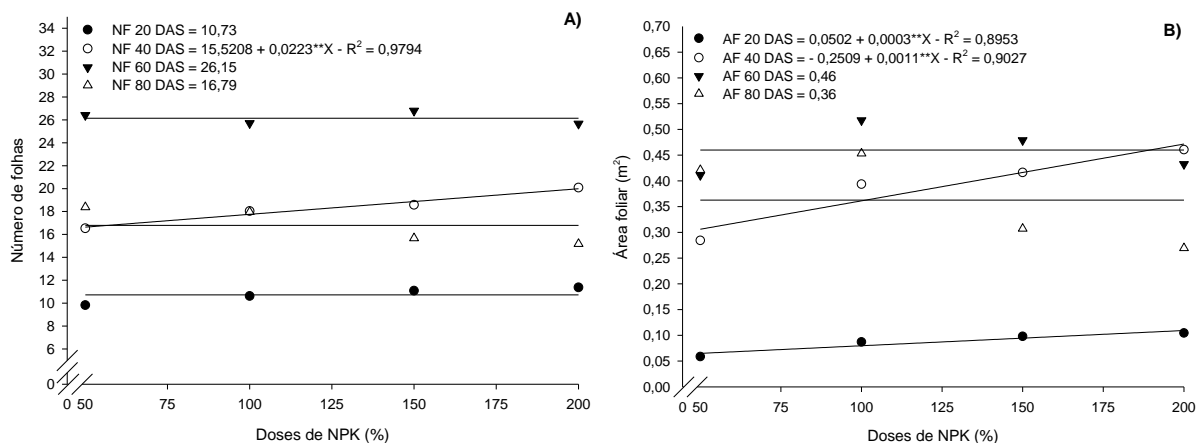 A)
● NF 20 DAS = 10,73
○ NF 40 DAS = 15,5208 + 0,0223**X - R² = 0,9794
▼ NF 60 DAS = 26,15
△ NF 80 DAS = 16,79
Número de folhas
34
32
30
28
26
24
22
20
18
16
14
12
10
8
6
0
0 50 75 100 125 150 175 200
Doses de NPK (%)
B)
● AF 20 DAS = 0,0502 + 0,0003**X - R² = 0,8953
○ AF 40 DAS = - 0,2509 + 0,0011**X - R² = 0,9027
▼ AF 60 DAS = 0,46
△ AF 80 DAS = 0,36
Área foliar (m²)
0,70
0,65
0,60
0,55
0,50
0,45
0,40
0,35
0,30
0,25
0,20
0,15
0,10
0,05
0,00
0 50 75 100 125 150 175 200
Doses de NPK (%)